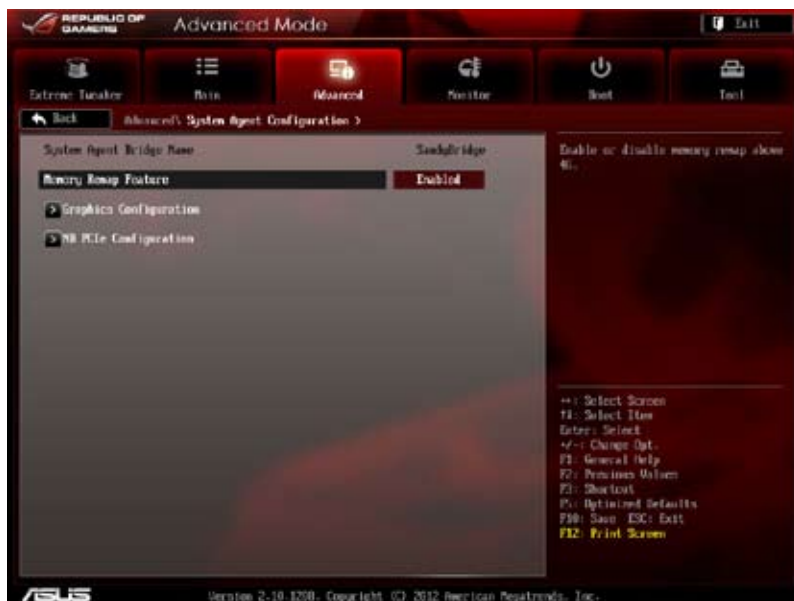 REPUBLIC OF GAMERS
Advanced Mode
Exit
Extreme Tweaker
Main
Advanced
Monitor
Boot
Tool
Back
Advanced\ System Agent Configuration >
System Agent Bridge Name
SandyBridge
Memory Remap Feature
Enabled
> Graphics Configuration
> NB PCIe Configuration
Enable or disable memory remap above 4G.
→←: Select Screen
↑↓: Select Item
Enter: Select
+/-: Change Opt.
F1: General Help
F2: Previous Values
F3: Shortcut
F5: Optimized Defaults
F10: Save ESC: Exit
F12: Print Screen
ASUS
Version 2.10.1208. Copyright (C) 2012 American Megatrends, Inc.